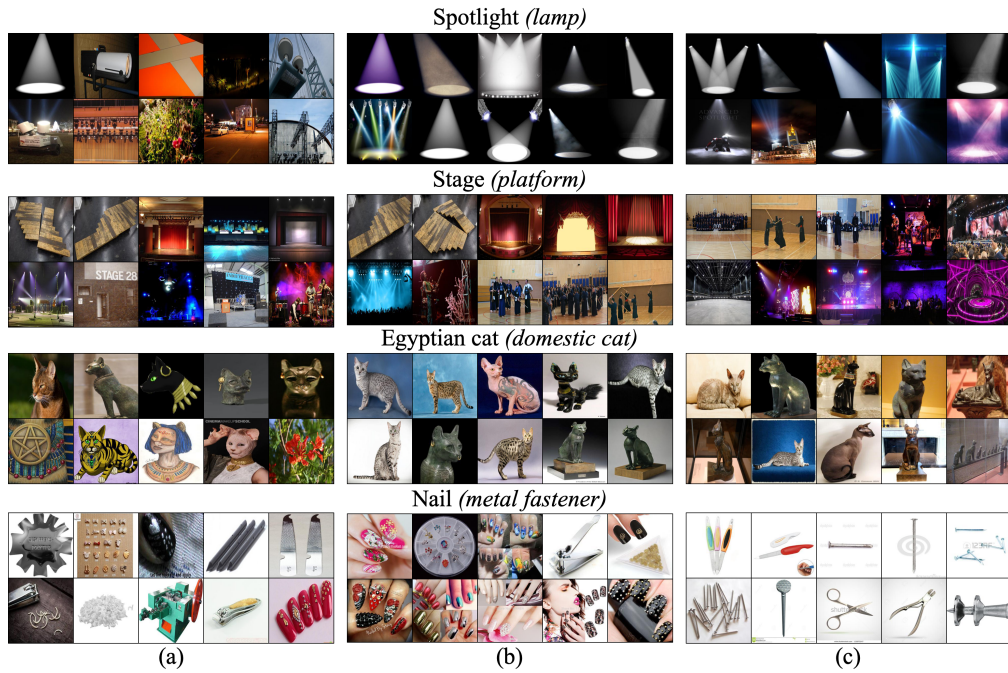 Spotlight (lamp)
Stage (platform)
STAGE 28
Egyptian cat (domestic cat)
Nail (metal fastener)
(a) (b) (c)